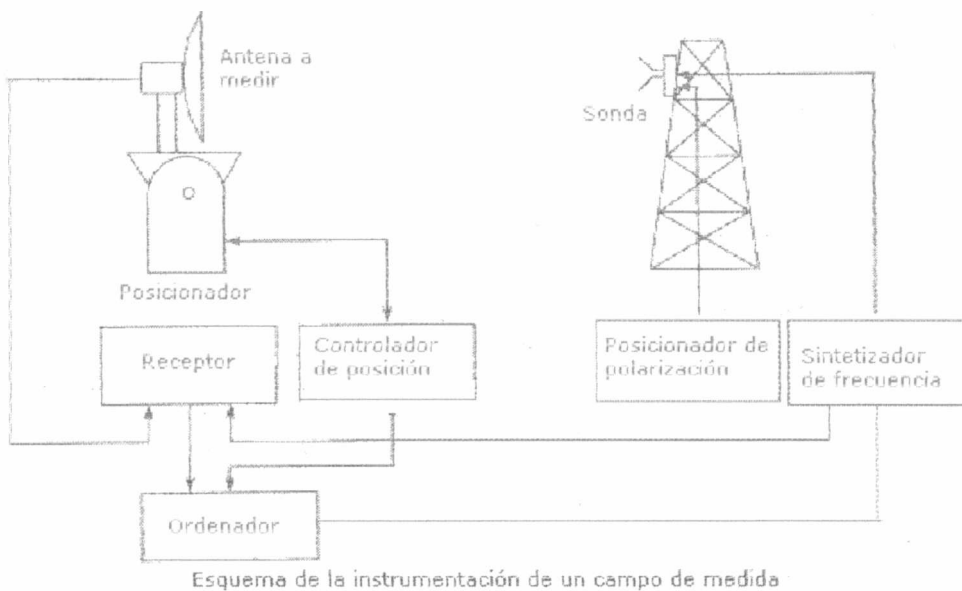 Antena a
medir
Sonda
Posicionador
Receptor
Controlador
de posición
Posicionador de
polarización
Sintetizador
de frecuencia
Ordenador
Esquema de la instrumentación de un campo de medida